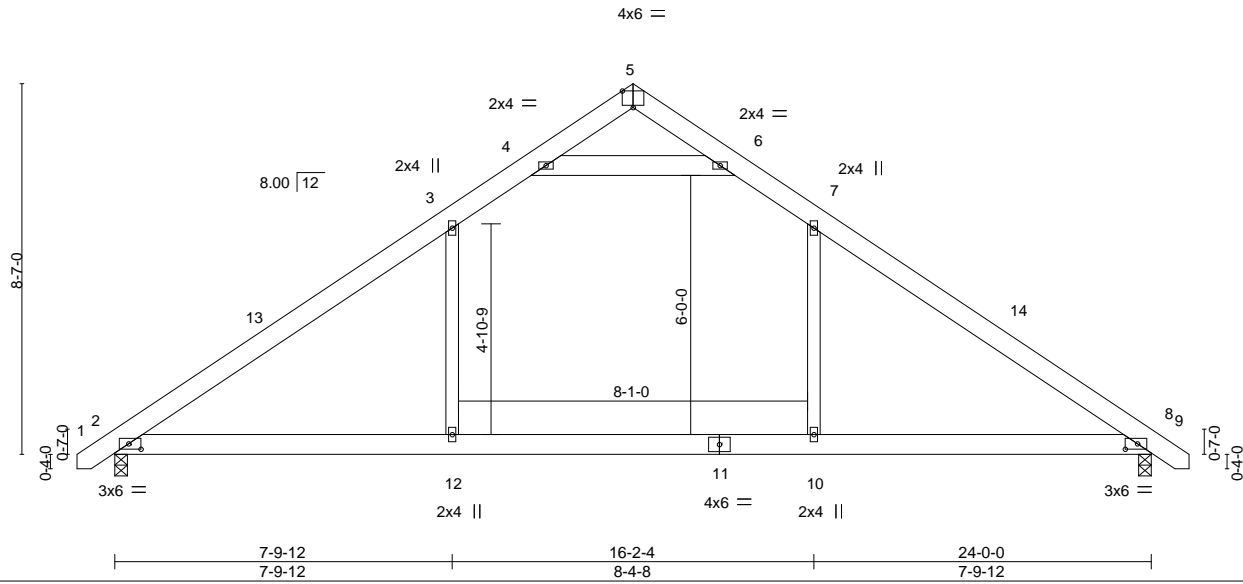 4x6 =
5
2x4 =
2x4 =
4
6
2x4 ||
2x4 ||
8.00 12
3
7
8-7-0
4-10-9
6-0-0
13
14
8-1-0
1 2
8 9
0-7-0
0-4-0
0-7-0
0-4-0
3x6 =
12
11
10
3x6 =
2x4 ||
4x6 =
2x4 ||
7-9-12
16-2-4
24-0-0
7-9-12
8-4-8
7-9-12